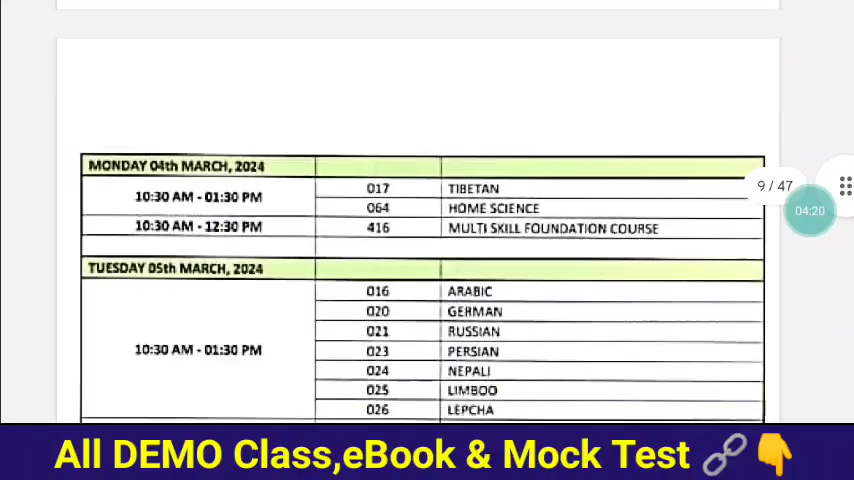 MONDAY 04th MARCH, 2024
10:30 AM - 01:30 PM 017 TIBETAN
064 HOME SCIENCE
10:30 AM - 12:30 PM 416 MULTI SKILL FOUNDATION COURSE
9 / 47
04:20
TUESDAY 05th MARCH, 2024
016 ARABIC
020 GERMAN
021 RUSSIAN
10:30 AM - 01:30 PM 023 PERSIAN
024 NEPALI
025 LIMBOO
026 LEPCHA
All DEMO Class,eBook & Mock Test 🔗👇